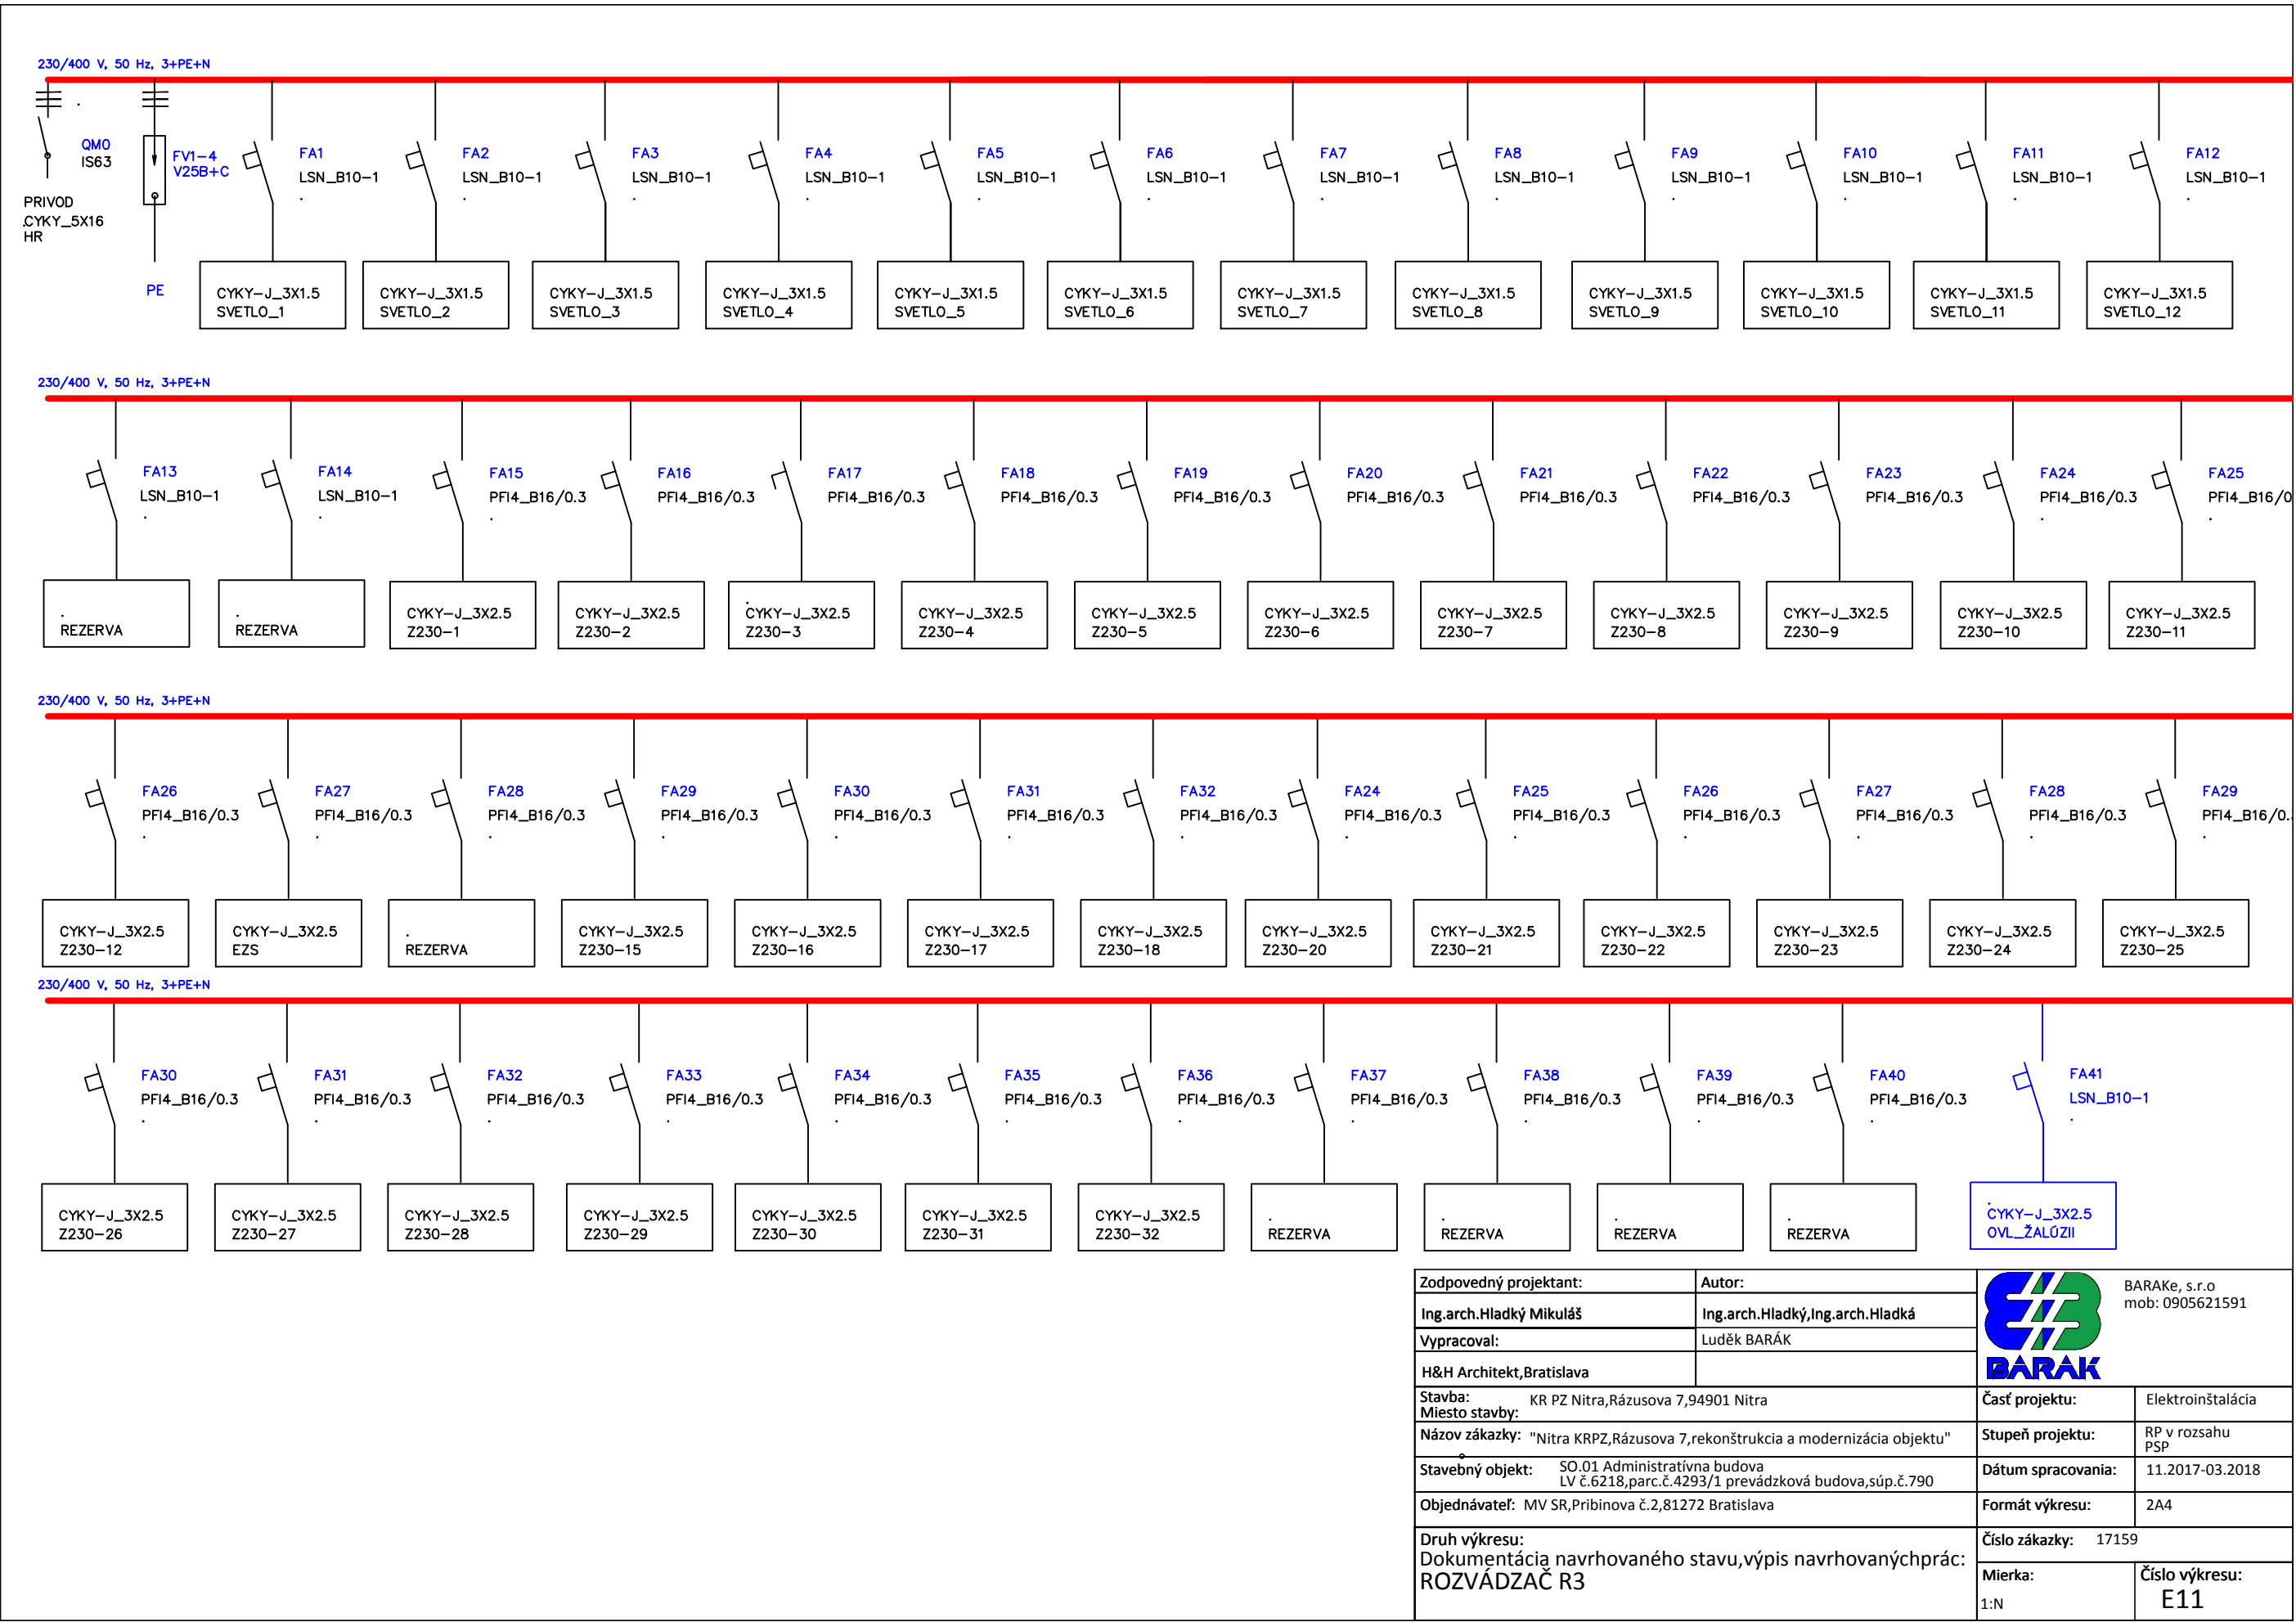 230/400 V, 50 Hz, 3+PE+N
QM0
IS63
PRIVOD
CYKY_5X16
HR
FV1-4
V25B+C
PE
FA1
LSN_B10-1
CYKY-J_3X1.5
SVETLO_1
FA2
LSN_B10-1
CYKY-J_3X1.5
SVETLO_2
FA3
LSN_B10-1
CYKY-J_3X1.5
SVETLO_3
FA4
LSN_B10-1
CYKY-J_3X1.5
SVETLO_4
FA5
LSN_B10-1
CYKY-J_3X1.5
SVETLO_5
FA6
LSN_B10-1
CYKY-J_3X1.5
SVETLO_6
FA7
LSN_B10-1
CYKY-J_3X1.5
SVETLO_7
FA8
LSN_B10-1
CYKY-J_3X1.5
SVETLO_8
FA9
LSN_B10-1
CYKY-J_3X1.5
SVETLO_9
FA10
LSN_B10-1
CYKY-J_3X1.5
SVETLO_10
FA11
LSN_B10-1
CYKY-J_3X1.5
SVETLO_11
FA12
LSN_B10-1
CYKY-J_3X1.5
SVETLO_12
230/400 V, 50 Hz, 3+PE+N
FA13
LSN_B10-1
REZERVA
FA14
LSN_B10-1
REZERVA
FA15
PFI4_B16/0.3
CYKY-J_3X2.5
Z230-1
FA16
PFI4_B16/0.3
CYKY-J_3X2.5
Z230-2
FA17
PFI4_B16/0.3
CYKY-J_3X2.5
Z230-3
FA18
PFI4_B16/0.3
CYKY-J_3X2.5
Z230-4
FA19
PFI4_B16/0.3
CYKY-J_3X2.5
Z230-5
FA20
PFI4_B16/0.3
CYKY-J_3X2.5
Z230-6
FA21
PFI4_B16/0.3
CYKY-J_3X2.5
Z230-7
FA22
PFI4_B16/0.3
CYKY-J_3X2.5
Z230-8
FA23
PFI4_B16/0.3
CYKY-J_3X2.5
Z230-9
FA24
PFI4_B16/0.3
CYKY-J_3X2.5
Z230-10
FA25
PFI4_B16/0
CYKY-J_3X2.5
Z230-11
230/400 V, 50 Hz, 3+PE+N
FA26
PFI4_B16/0.3
CYKY-J_3X2.5
Z230-12
FA27
PFI4_B16/0.3
CYKY-J_3X2.5
EZS
FA28
PFI4_B16/0.3
REZERVA
FA29
PFI4_B16/0.3
CYKY-J_3X2.5
Z230-15
FA30
PFI4_B16/0.3
CYKY-J_3X2.5
Z230-16
FA31
PFI4_B16/0.3
CYKY-J_3X2.5
Z230-17
FA32
PFI4_B16/0.3
CYKY-J_3X2.5
Z230-18
FA24
PFI4_B16/0.3
CYKY-J_3X2.5
Z230-20
FA25
PFI4_B16/0.3
CYKY-J_3X2.5
Z230-21
FA26
PFI4_B16/0.3
CYKY-J_3X2.5
Z230-22
FA27
PFI4_B16/0.3
CYKY-J_3X2.5
Z230-23
FA28
PFI4_B16/0.3
CYKY-J_3X2.5
Z230-24
FA29
PFI4_B16/0.
CYKY-J_3X2.5
Z230-25
230/400 V, 50 Hz, 3+PE+N
FA30
PFI4_B16/0.3
CYKY-J_3X2.5
Z230-26
FA31
PFI4_B16/0.3
CYKY-J_3X2.5
Z230-27
FA32
PFI4_B16/0.3
CYKY-J_3X2.5
Z230-28
FA33
PFI4_B16/0.3
CYKY-J_3X2.5
Z230-29
FA34
PFI4_B16/0.3
CYKY-J_3X2.5
Z230-30
FA35
PFI4_B16/0.3
CYKY-J_3X2.5
Z230-31
FA36
PFI4_B16/0.3
CYKY-J_3X2.5
Z230-32
FA37
PFI4_B16/0.3
REZERVA
FA38
PFI4_B16/0.3
REZERVA
FA39
PFI4_B16/0.3
REZERVA
FA40
PFI4_B16/0.3
REZERVA
FA41
LSN_B10-1
CYKY-J_3X2.5
OVL_ŽALÚZII
Zodpovedný projektant:
Autor:
Ing.arch.Hladký Mikuláš
Ing.arch.Hladký,Ing.arch.Hladká
Vypracoval:
Luděk BARÁK
H&H Architekt,Bratislava
BARAK
BARAKe, s.r.o
mob: 0905621591
Stavba: KR PZ Nitra,Rázusova 7,94901 Nitra
Miesto stavby:
Časť projektu: Elektroinštalácia
Názov zákazky: "Nitra KRPZ,Rázusova 7,rekonštrukcia a modernizácia objektu"
Stupeň projektu: RP v rozsahu
PSP
Stavebný objekt: SO.01 Administratívna budova
LV č.6218,parc.č.4293/1 prevádzková budova,súp.č.790
Dátum spracovania: 11.2017-03.2018
Objednávateľ: MV SR,Pribinova č.2,81272 Bratislava
Formát výkresu: 2A4
Druh výkresu:
Dokumentácia navrhovaného stavu,výpis navrhovanýchprác:
ROZVÁDZAČ R3
Číslo zákazky: 17159
Mierka:
1:N
Číslo výkresu:
E11